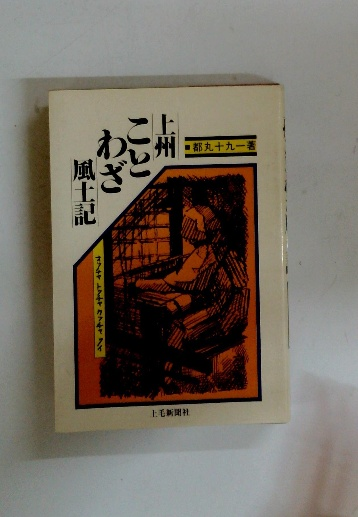 上州
ことわざ
風土記
都丸十九一著
上毛新聞社